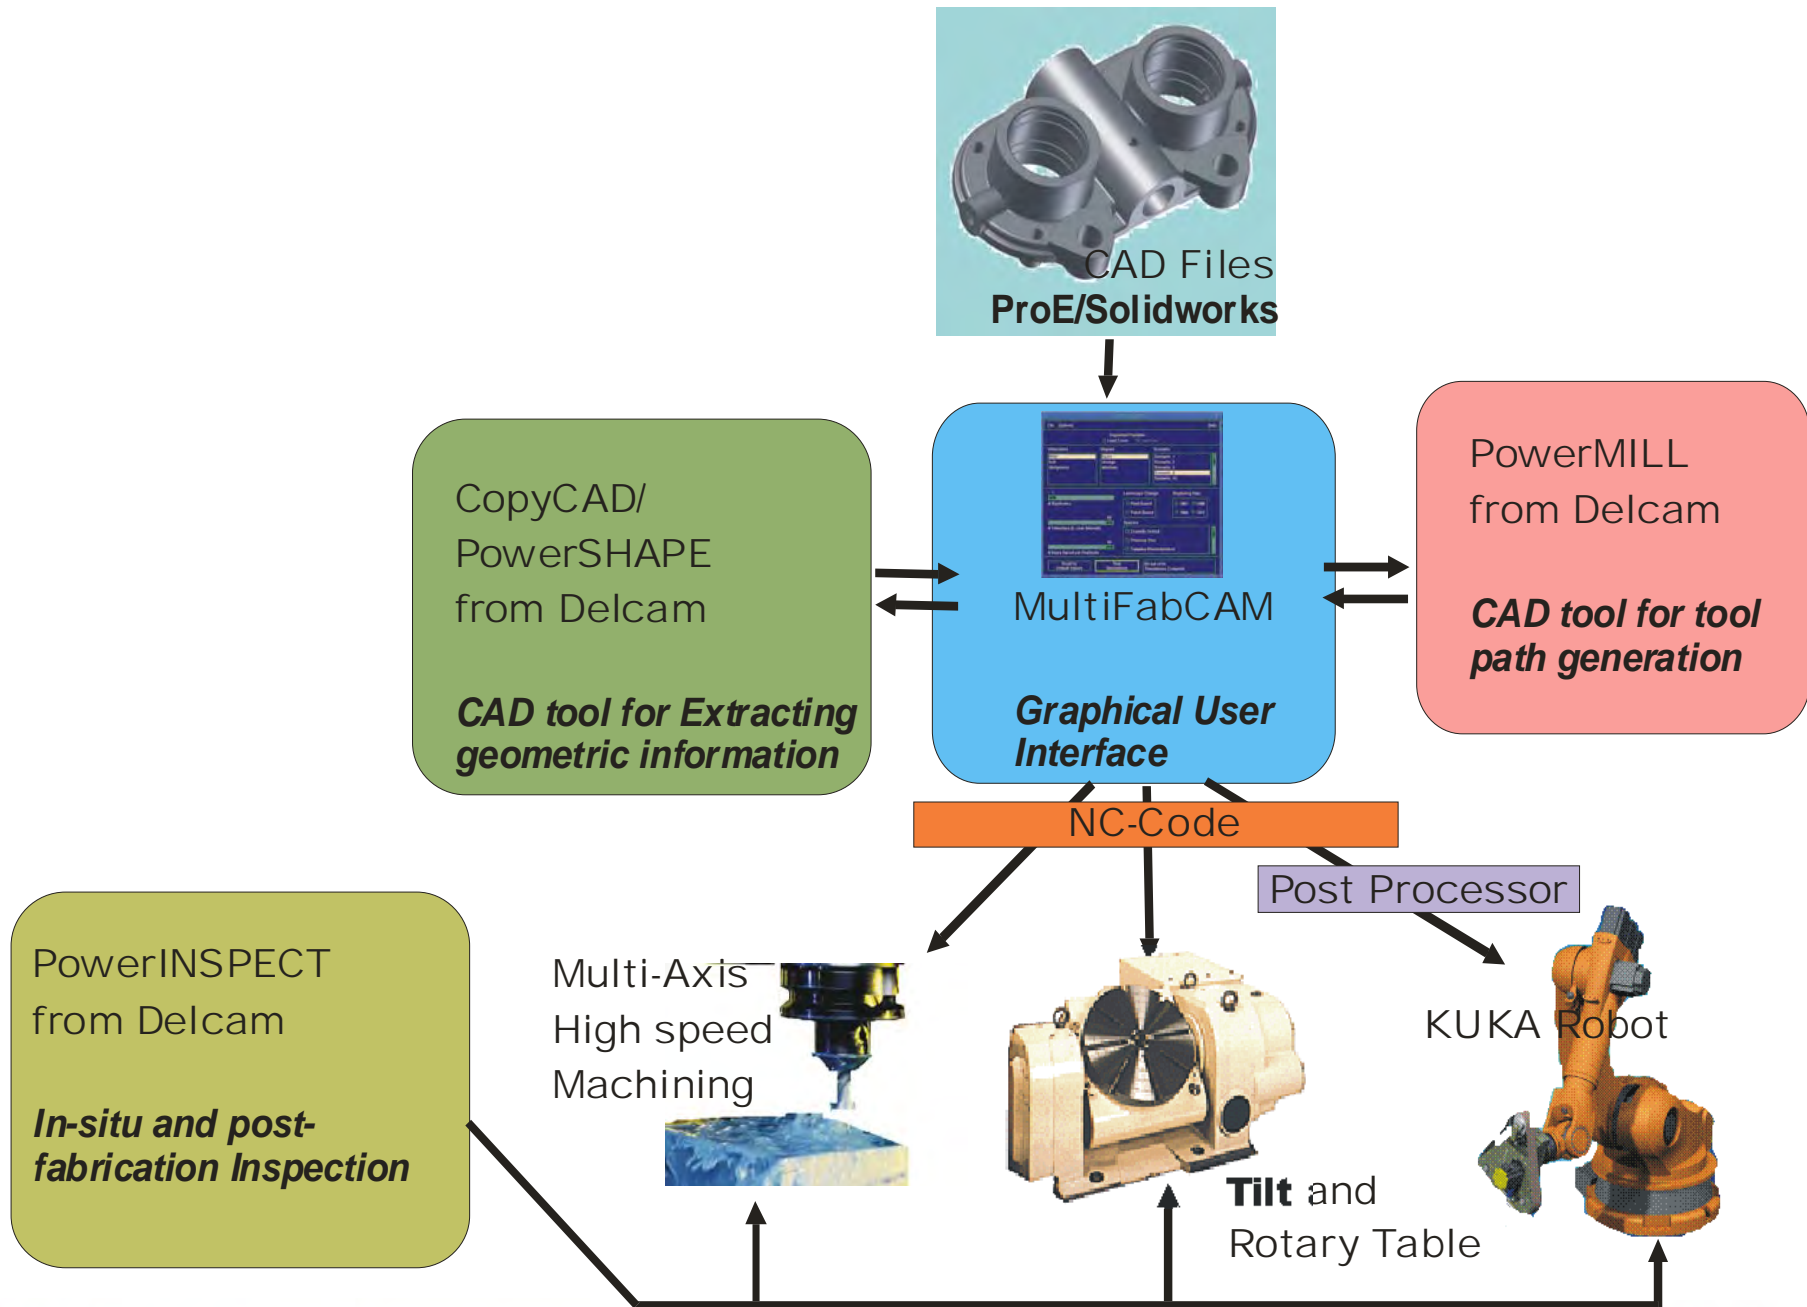 CAD Files
ProE/Solidworks
CopyCAD/
PowerSHAPE
from Delcam
CAD tool for Extracting
geometric information
MultiFabCAM
Graphical User
Interface
PowerMILL
from Delcam
CAD tool for tool
path generation
NC-Code
Post Processor
PowerINSPECT
from Delcam
In-situ and post-
fabrication Inspection
Multi-Axis
High speed
Machining
Tilt and
Rotary Table
KUKA Robot